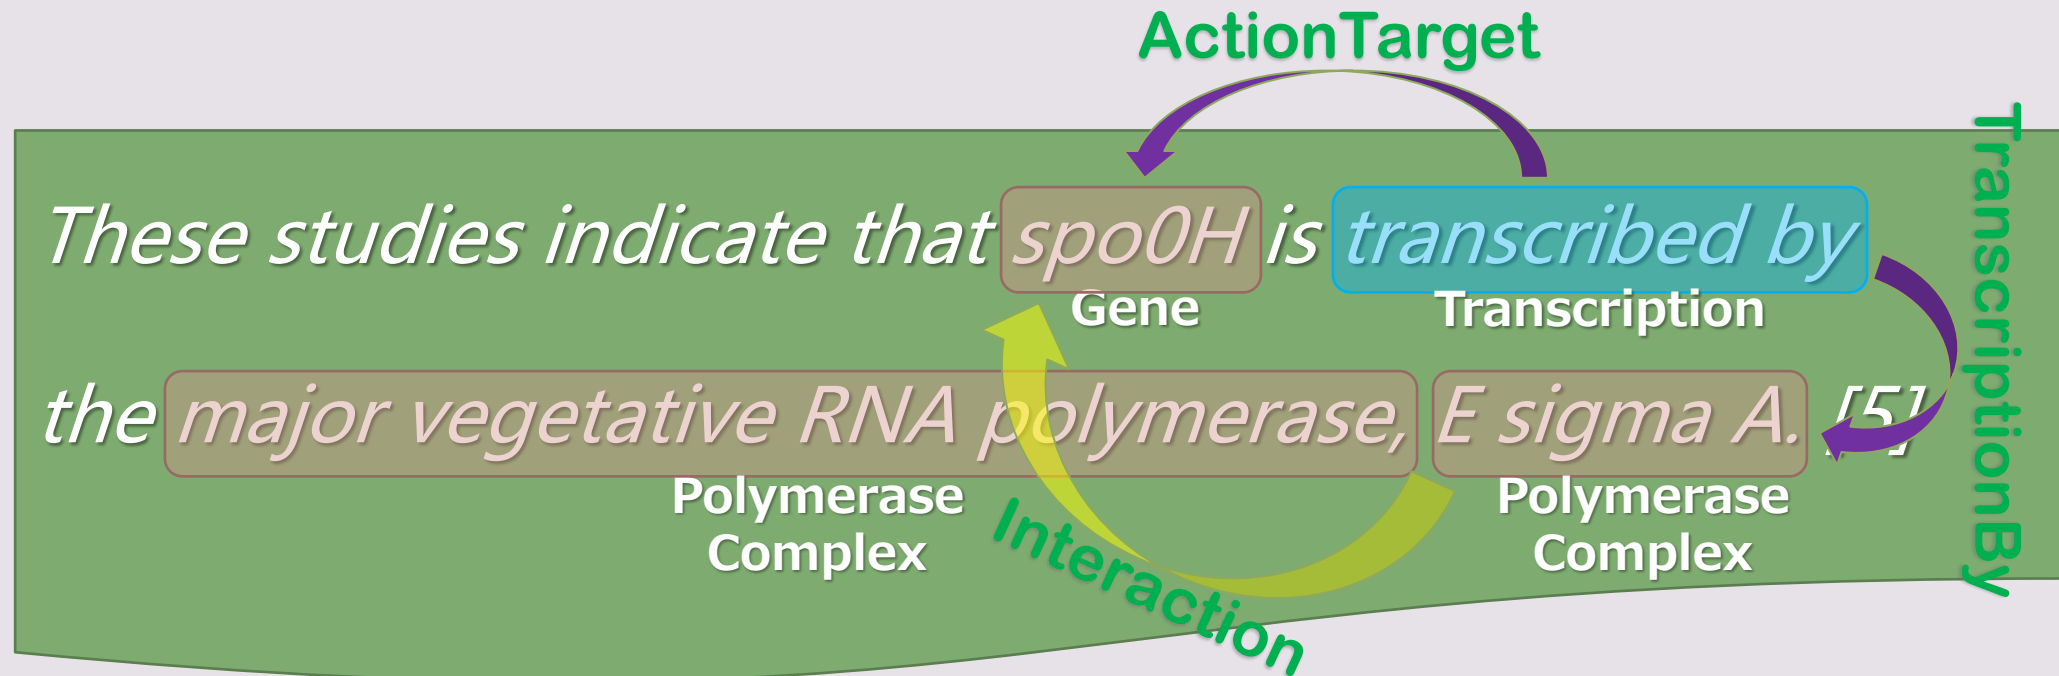 ActionTarget
These studies indicate that spo0H is transcribed by
Gene Transcription
TranscriptionBy
the major vegetative RNA polymerase, E sigma A. [5]
Polymerase Complex
Polymerase Complex
Interaction